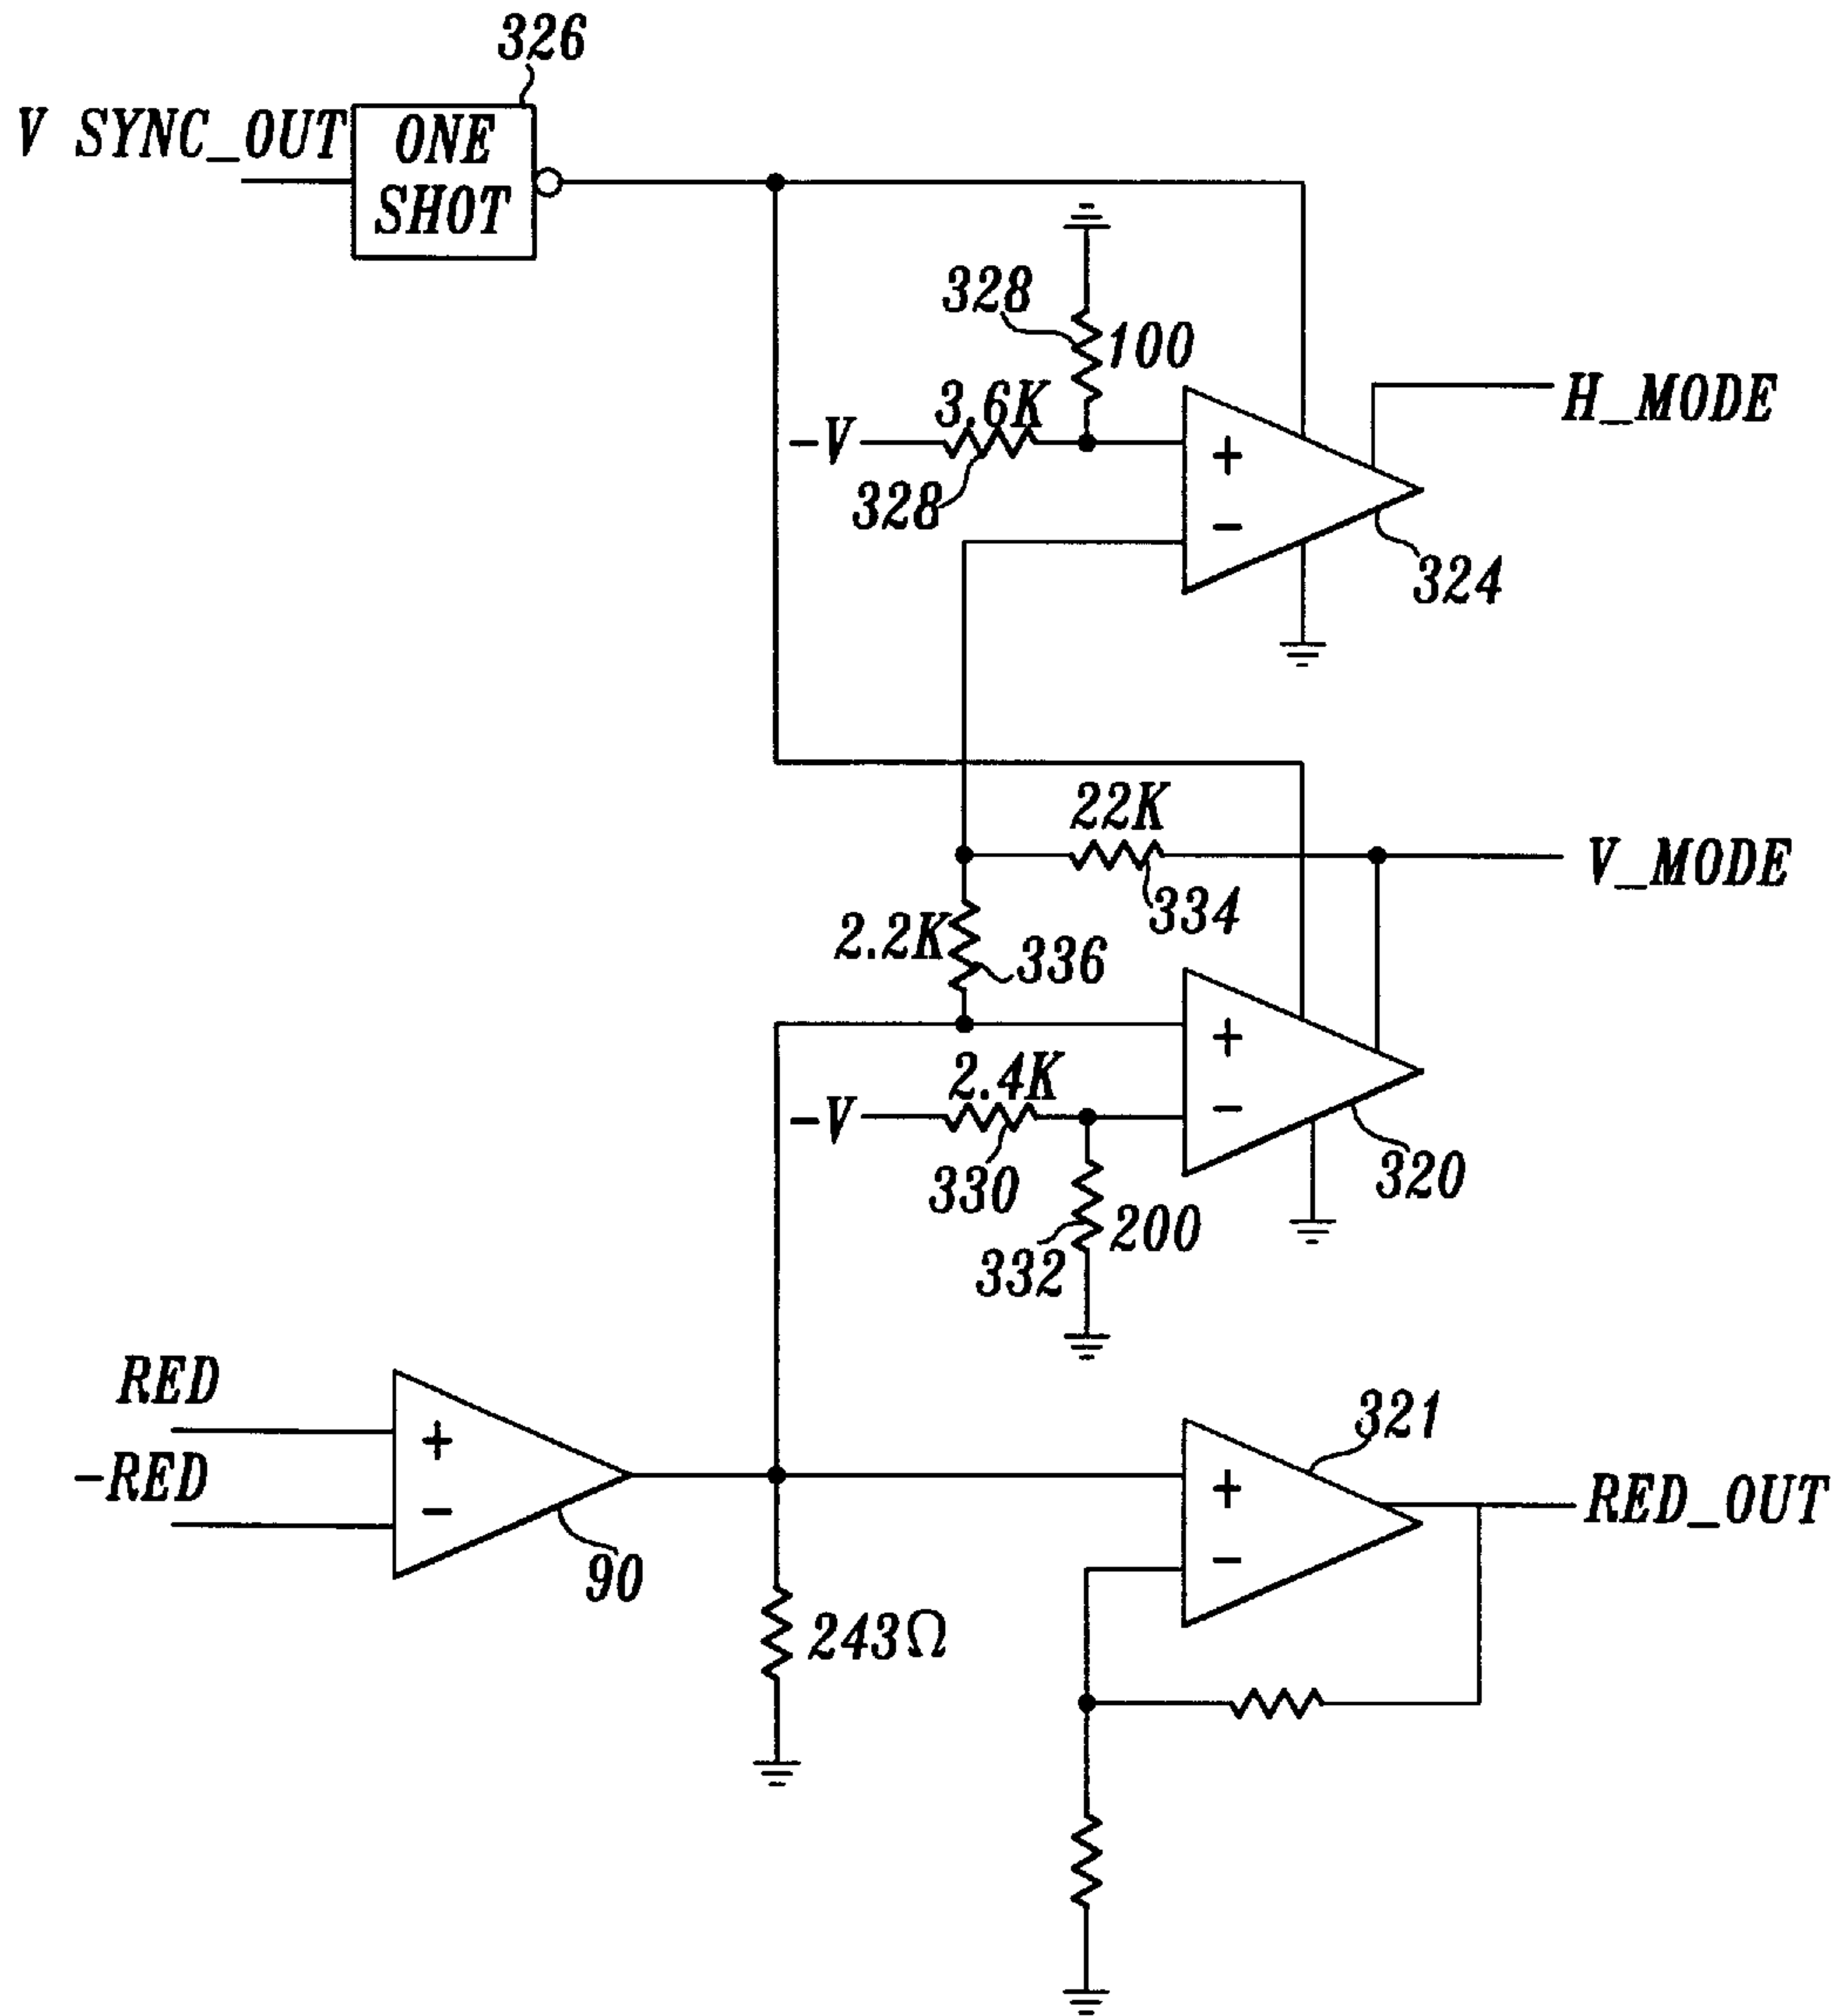 326
V SYNC_OUT
ONE
SHOT
328
100
3.6K
-V
328
+
-
H_MODE
324
22K
334
V_MODE
2.2K
336
+
-
2.4K
-V
330
200
332
320
RED
-RED
+
-
90
243Ω
321
+
-
RED_OUT